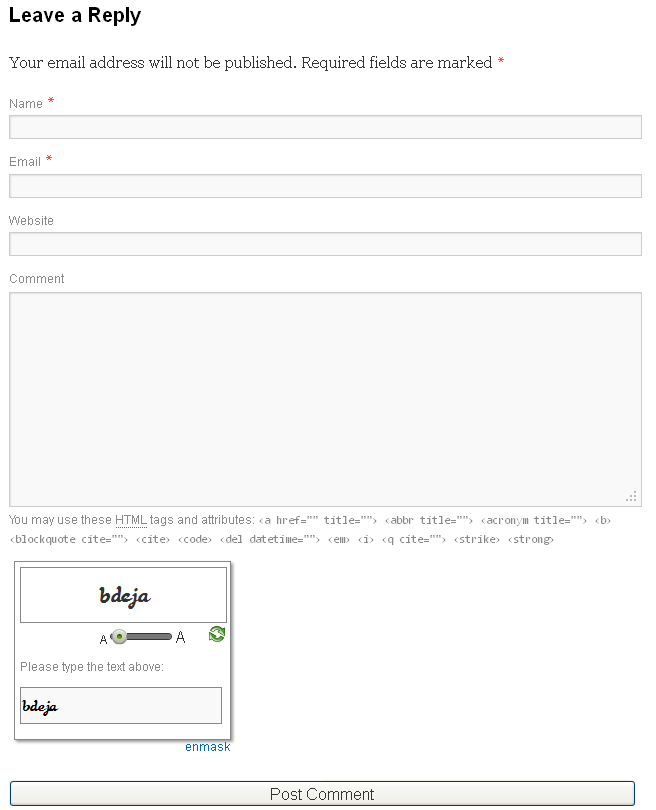 Leave a Reply
Your email address will not be published. Required fields are marked *
Name *
Email *
Website
Comment
You may use these HTML tags and attributes: <a href="" title=""> <abbr title=""> <acronym title=""> <b>
<blockquote cite=""> <cite> <code> <del datetime=""> <em> <i> <q cite=""> <strike> <strong>
bdeja
A A
Please type the text above:
bdeja
enmask
Post Comment